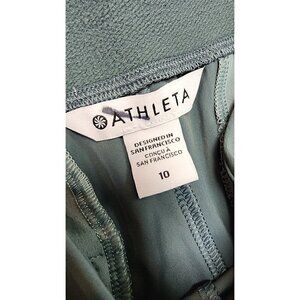 ATHLETA
DESIGNED IN
SAN FRANCISCO
CONÇU À
SAN FRANCISCO
10